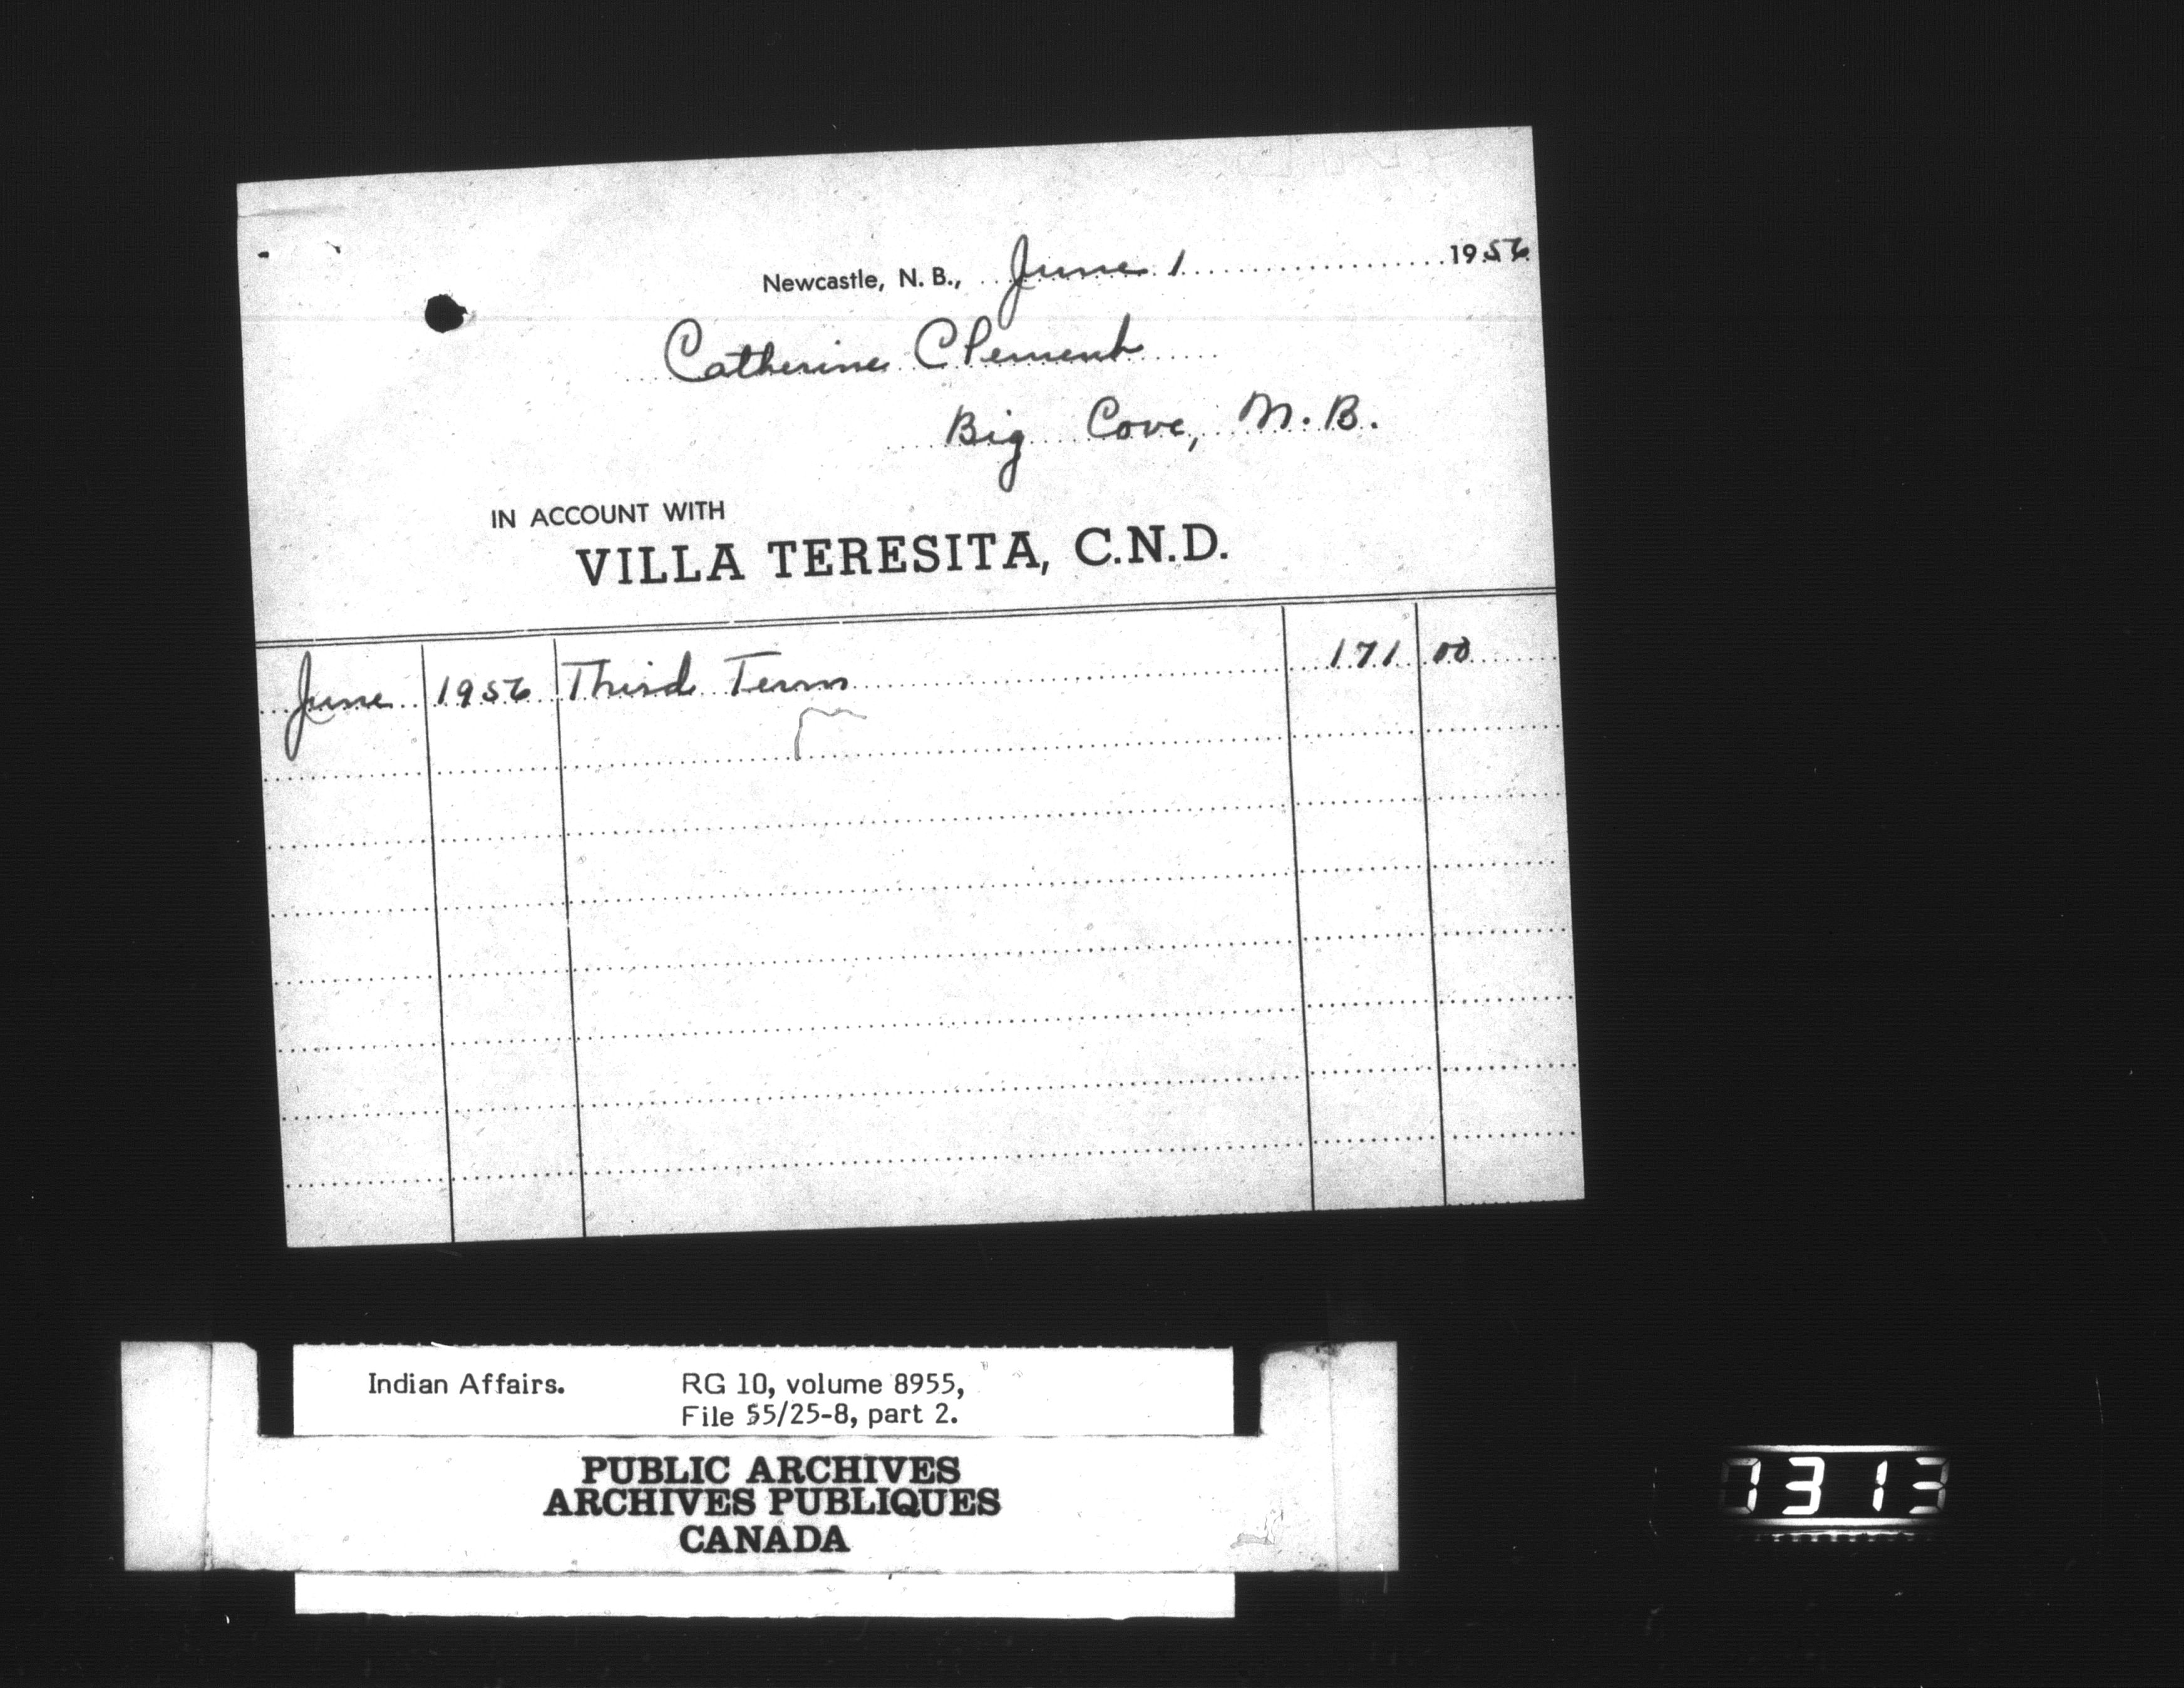 Newcastle, N. B., June 1 1956
Catherine Clement
Big Cove, N.B.
IN ACCOUNT WITH
VILLA TERESITA, C.N.D.
June 1956 Third Term 171 00
Indian Affairs. RG 10, volume 8955,
File 55/25-8, part 2.
PUBLIC ARCHIVES
ARCHIVES PUBLIQUES
CANADA
7313